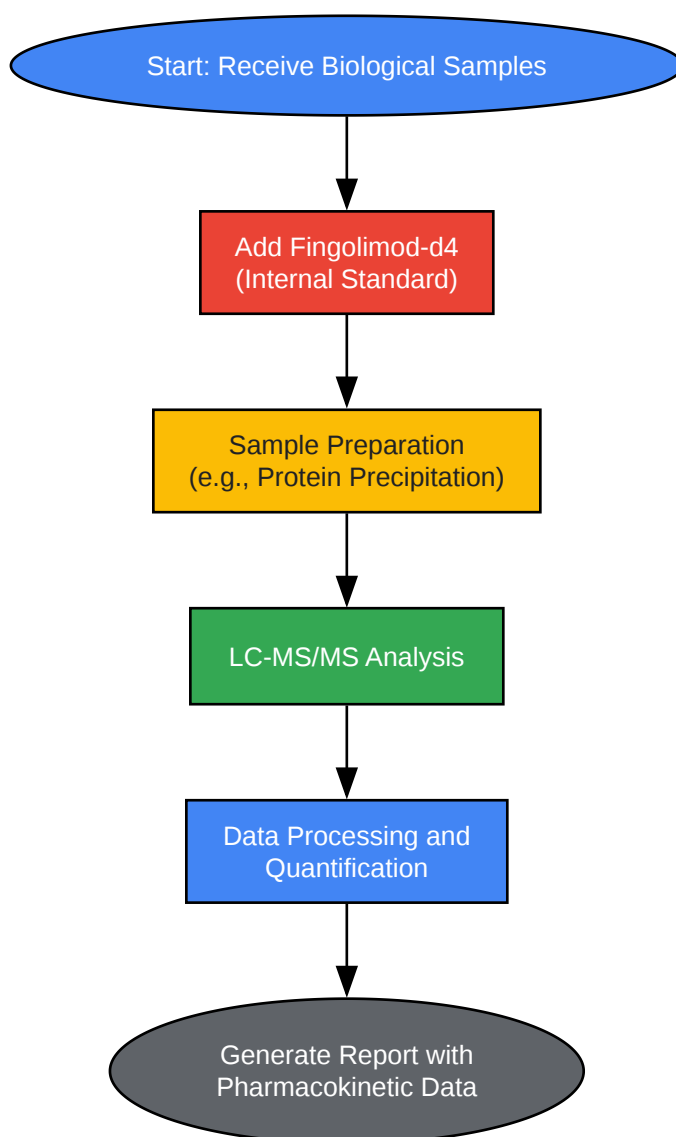 Start: Receive Biological Samples
Add Fingolimod-d4
(Internal Standard)
Sample Preparation
(e.g., Protein Precipitation)
LC-MS/MS Analysis
Data Processing and
Quantification
Generate Report with
Pharmacokinetic Data